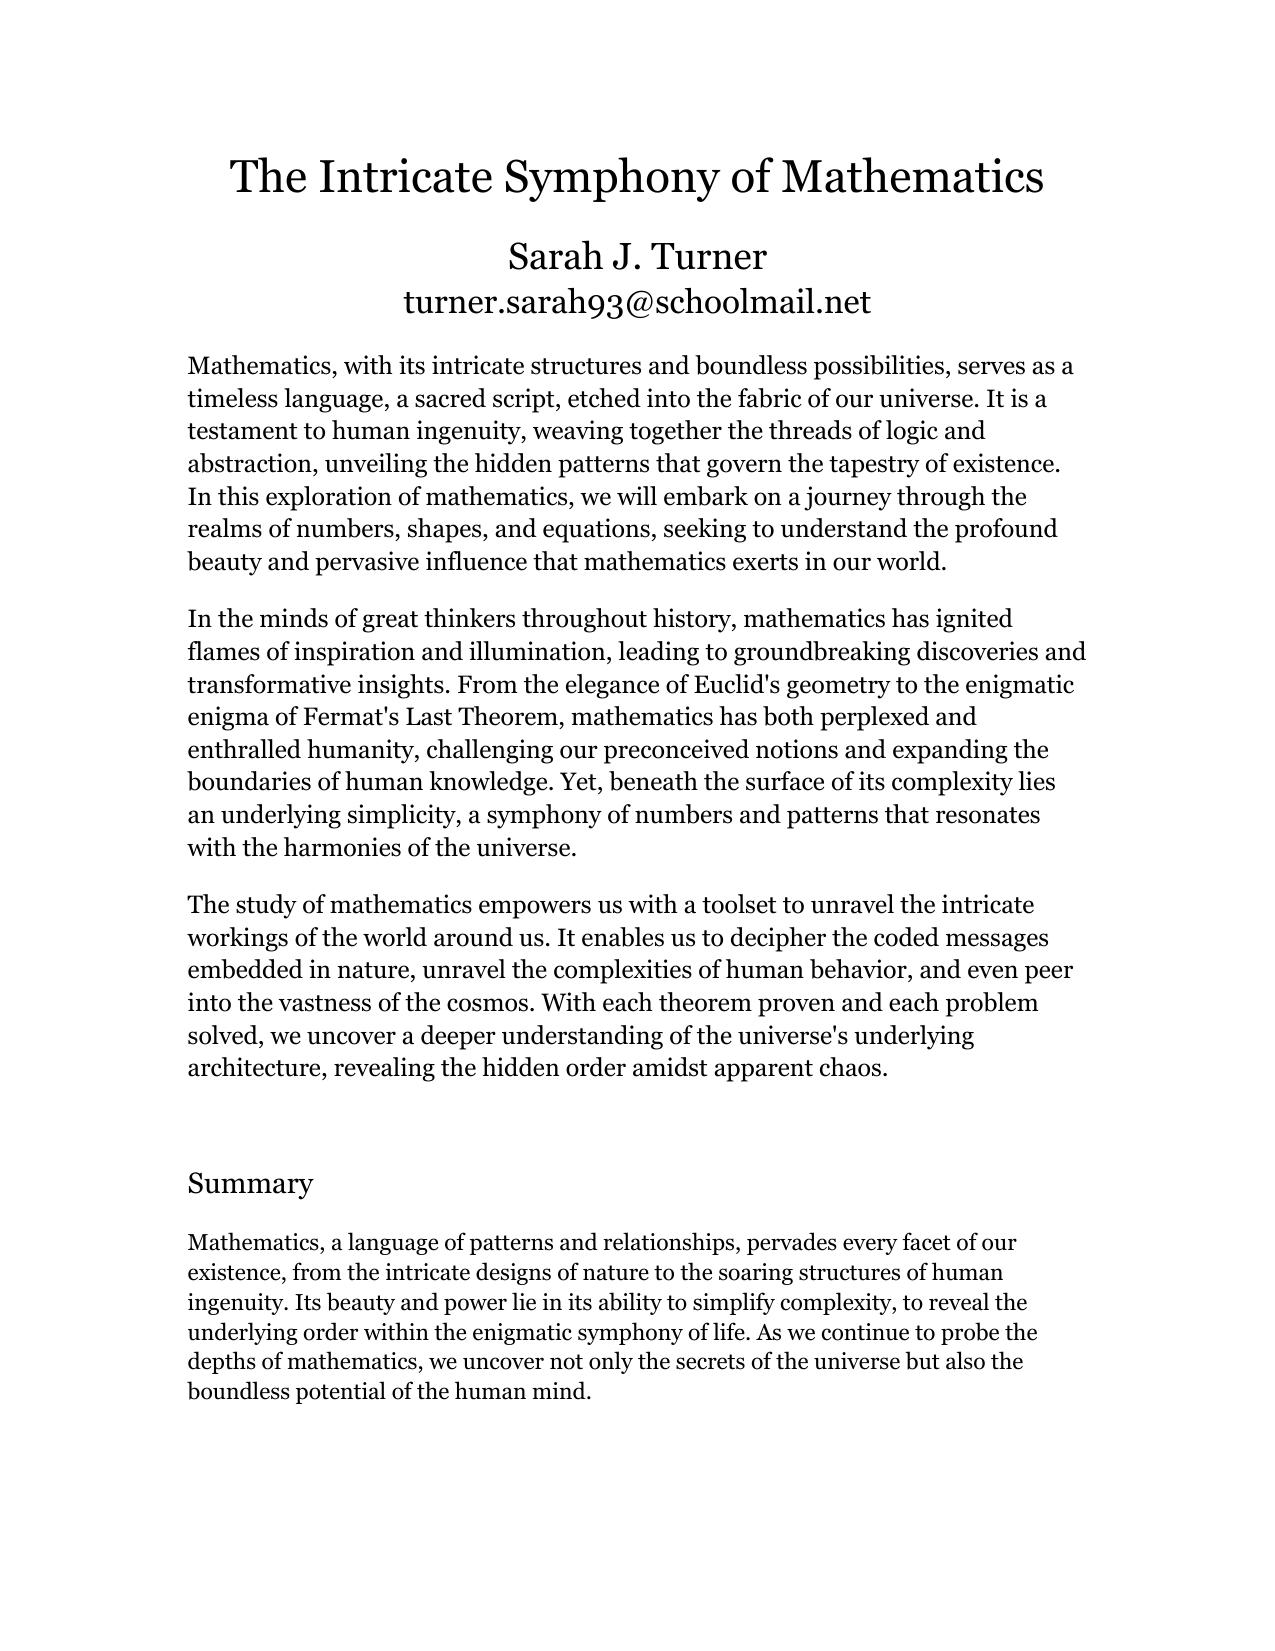 The Intricate Symphony of Mathematics
Sarah J. Turner
turner.sarah93@schoolmail.net
Mathematics, with its intricate structures and boundless possibilities, serves as a
timeless language, a sacred script, etched into the fabric of our universe. It is a
testament to human ingenuity, weaving together the threads of logic and
abstraction, unveiling the hidden patterns that govern the tapestry of existence.
In this exploration of mathematics, we will embark on a journey through the
realms of numbers, shapes, and equations, seeking to understand the profound
beauty and pervasive influence that mathematics exerts in our world.
In the minds of great thinkers throughout history, mathematics has ignited
flames of inspiration and illumination, leading to groundbreaking discoveries and
transformative insights. From the elegance of Euclid's geometry to the enigmatic
enigma of Fermat's Last Theorem, mathematics has both perplexed and
enthralled humanity, challenging our preconceived notions and expanding the
boundaries of human knowledge. Yet, beneath the surface of its complexity lies
an underlying simplicity, a symphony of numbers and patterns that resonates
with the harmonies of the universe.
The study of mathematics empowers us with a toolset to unravel the intricate
workings of the world around us. It enables us to decipher the coded messages
embedded in nature, unravel the complexities of human behavior, and even peer
into the vastness of the cosmos. With each theorem proven and each problem
solved, we uncover a deeper understanding of the universe's underlying
architecture, revealing the hidden order amidst apparent chaos.
Summary
Mathematics, a language of patterns and relationships, pervades every facet of our
existence, from the intricate designs of nature to the soaring structures of human
ingenuity. Its beauty and power lie in its ability to simplify complexity, to reveal the
underlying order within the enigmatic symphony of life. As we continue to probe the
depths of mathematics, we uncover not only the secrets of the universe but also the
boundless potential of the human mind.